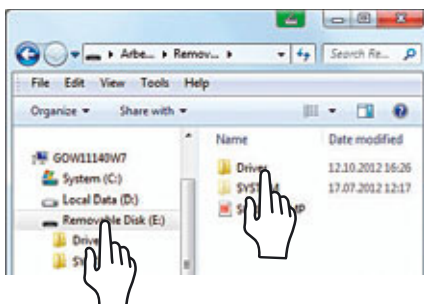 Arbe... Remov...
Search Re...
File Edit View Tools Help
Organize Share with
Name Date modified
GOW11140W7
System (C:)
Local Data (D:)
Removable Disk (E:)
Driver 12.10.2012 16:26
17.07.2012 12:17